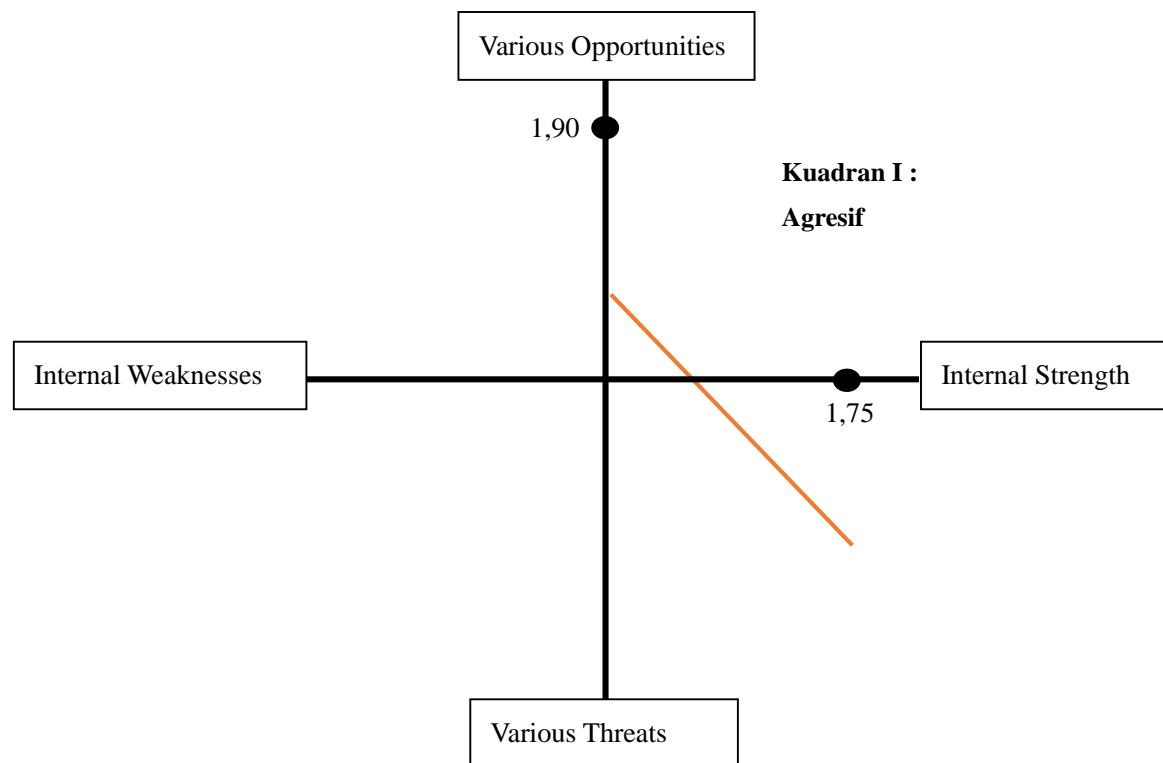 Various Opportunities
1,90
Kuadran I :
Agresif
Internal Weaknesses
Internal Strength
1,75
Various Threats